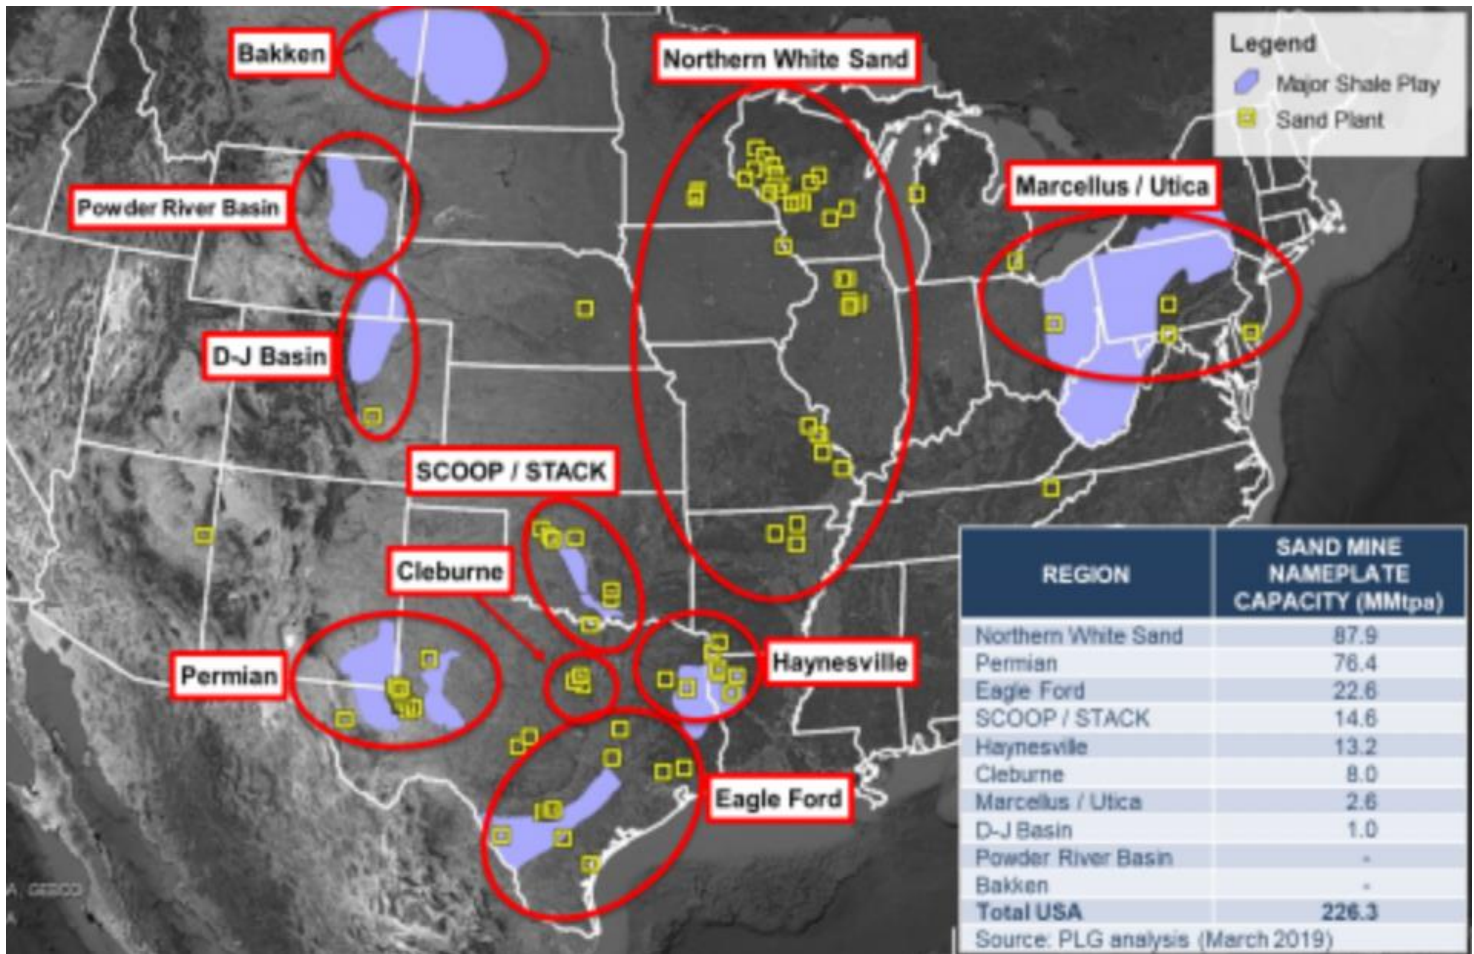 Bakken
Northern White Sand
Legend
Major Shale Play
Sand Plant
Marcellus / Utica
Powder River Basin
D-J Basin
SCOOP / STACK
Cleburne
Permian
Haynesville
Eagle Ford
REGION
SAND MINE
NAMEPLATE
CAPACITY (MMtpa)
Northern White Sand 87.9
Permian 76.4
Eagle Ford 22.6
SCOOP / STACK 14.6
Haynesville 13.2
Cleburne 8.0
Marcellus / Utica 2.6
D-J Basin 1.0
Powder River Basin -
Bakken -
Total USA 226.3
Source: PLG analysis (March 2019)